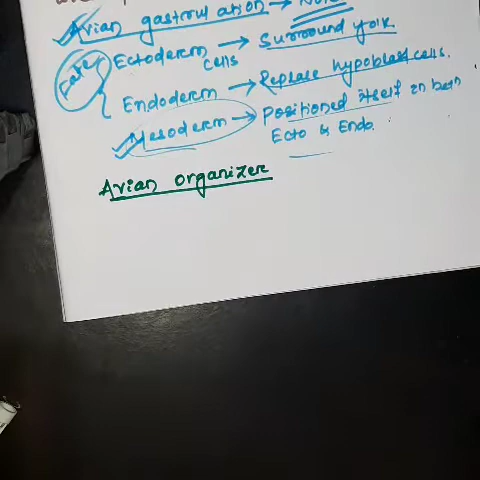 Avian gastrulation →
Fate Ectoderm cells → Surround yolk
Endoderm → Replace hypoblast cells.
Mesoderm → Positioned itself in betn
Ecto & Endo.
Avian organizer